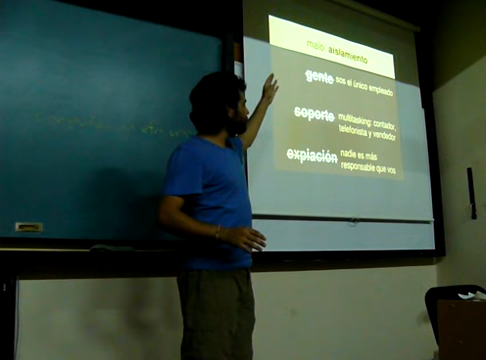 malo: aislamiento
gente sos el único empleado
soporte multitasking: contador,
telefonista y vendedor
expiación nadie es más
responsable que vos